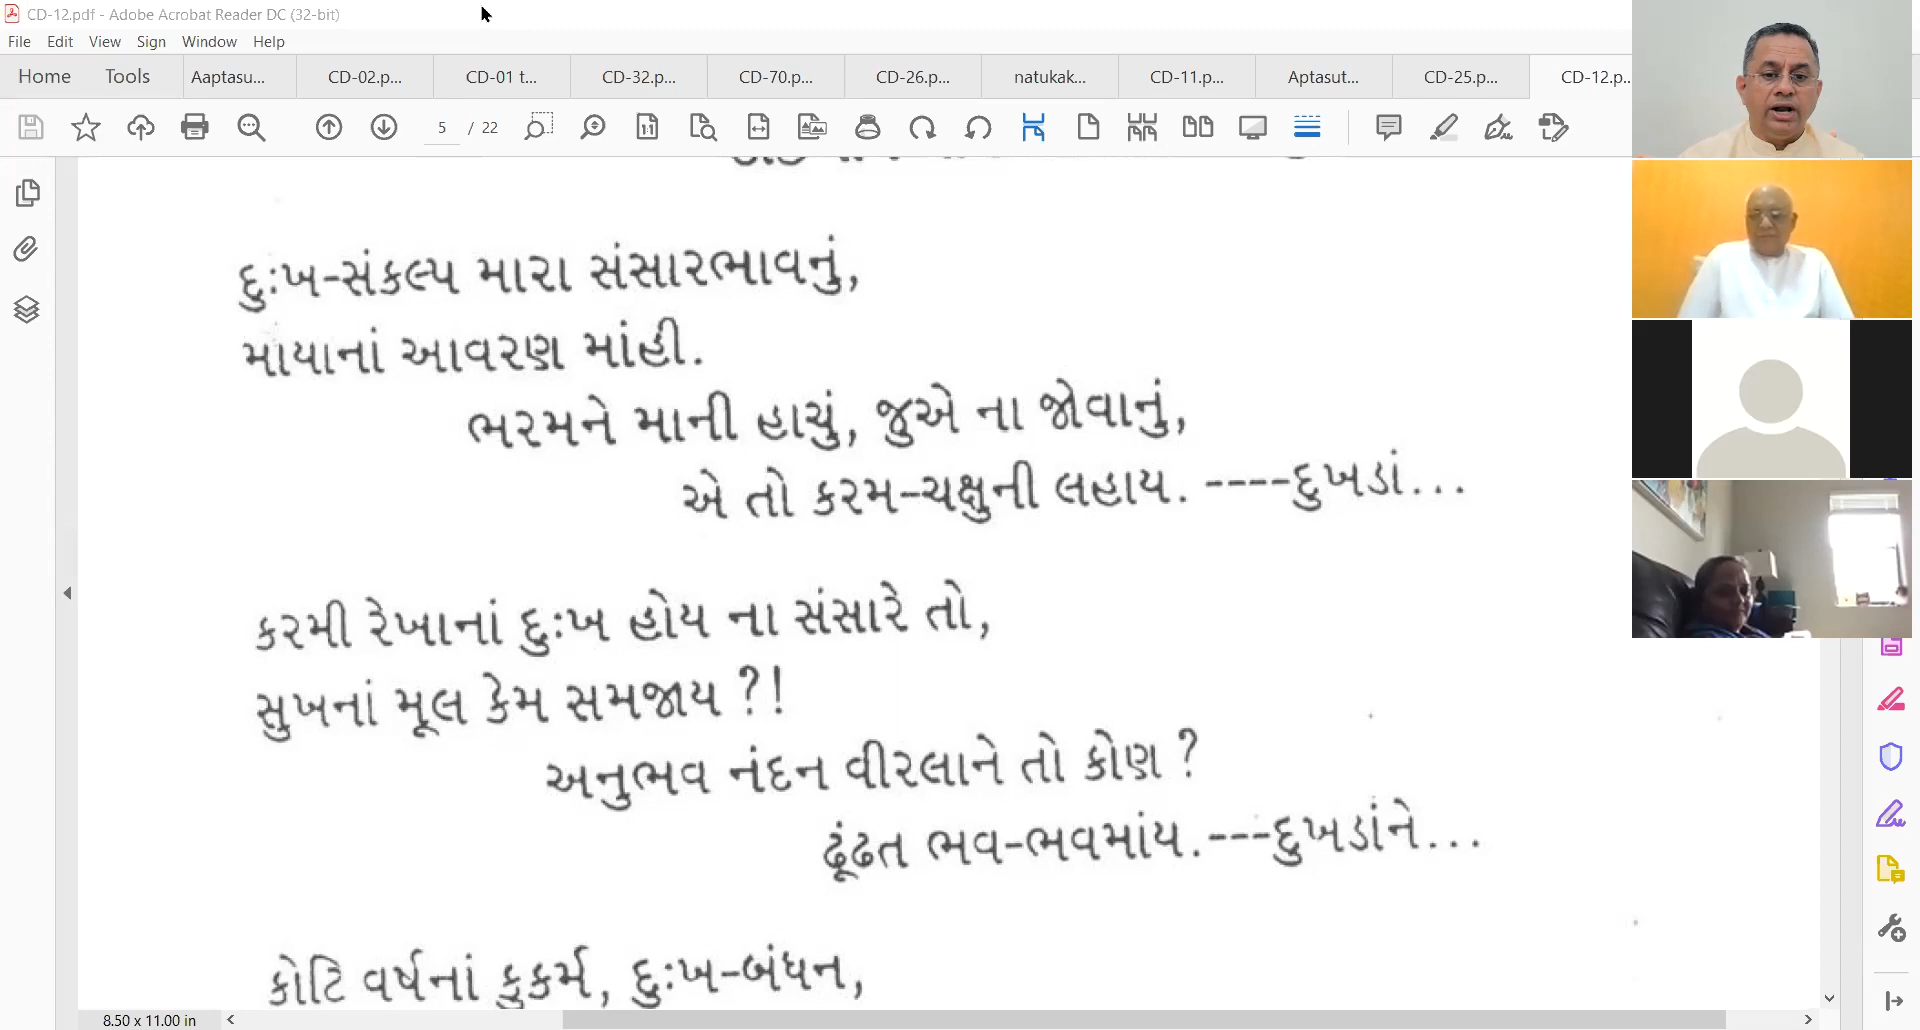 CD-12.pdf - Adobe Acrobat Reader DC (32-bit)
File Edit View Sign Window Help
Home Tools Aaptasu... CD-02.p... CD-01 t... CD-32.p... CD-70.p... CD-26.p... natukak... CD-11.p... Aptasut... CD-25.p... CD-12.p..
5 / 22
દુઃખ-સંકલ્પ મારા સંસારભાવનું,
માયાનાં આવરણ માંહી.
ભરમને માની હાચું, જુએ ના જોવાનું,
એ તો કરમ-ચક્ષુની લહાય. ----દુખડાં...
કરમી રેખાનાં દુઃખ હોય ના સંસારે તો,
સુખનાં મૂલ કેમ સમજાય ?!
અનુભવ નંદન વીરલાને તો કોણ ?
ઢૂંઢત ભવ-ભવમાંય.---દુખડાંને...
કોટિ વર્ષનાં કુકર્મ, દુઃખ-બંધન,
8.50 x 11.00 in